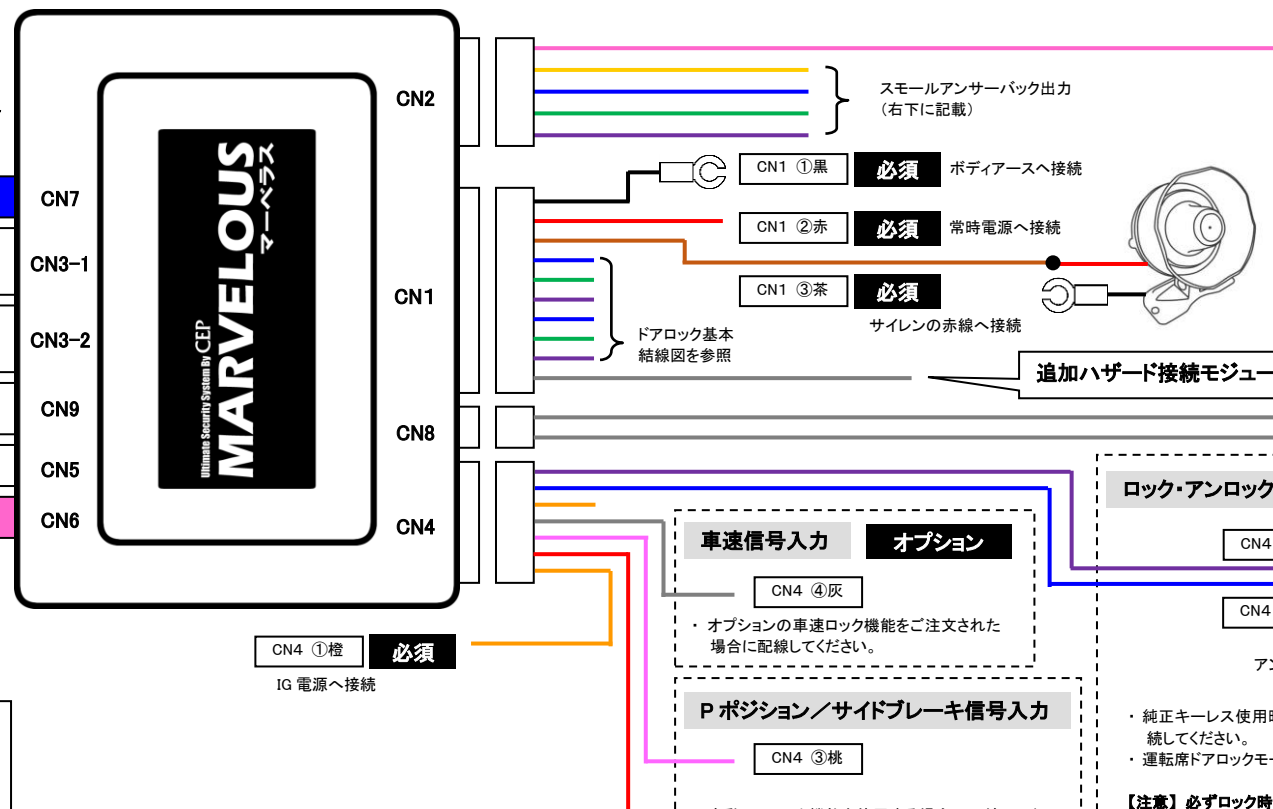 CN2
CN7
CN3-1
CN3-2
CN9
CN5
CN6
CN1
CN8
CN4
Ultimate Security System By CEP
MARVELOUS
マーベラス
スモールアンサーバック出力
(右下に記載)
CN1 ①黒
必須
ボディアースへ接続
CN1 ②赤
必須
常時電源へ接続
CN1 ③茶
必須
サイレンの赤線へ接続
ドアロック基本
結線図を参照
追加ハザード接続モジュー
車速信号入力
オプション
CN4 ④灰
・ オプションの車速ロック機能をご注文された
場合に配線してください。
CN4 ①橙
必須
IG 電源へ接続
P ポジション/サイドブレーキ信号入力
CN4 ③桃
ロック・アンロック
CN4
CN4
ア
・ 純正キーレス使用
続してください。
・ 運転席ドアロックモー
【注意】 必ずロック時